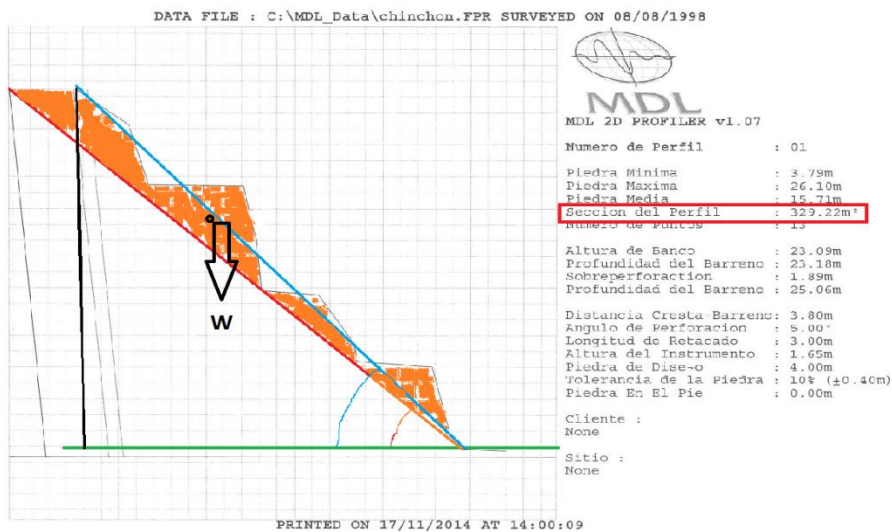 DATA FILE : C:\MDL_Data\chinchon.FPR SURVEYED ON 08/08/1998
MDL
MDL 2D PROFILER v1.07
Numero de Perfil : 01
Piedra Minima : 3.79m
Piedra Maxima : 26.10m
Piedra Media : 15.71m
Seccion del Perfil : 329.22m²
Numero de Puntos : 13
Altura de Banco : 23.09m
Profundidad del Barreno : 23.18m
Sobreperforaction : 1.89m
Profundidad del Barreno : 25.06m
Distancia Cresta-Barreno: 3.80m
Angulo de Perforacion : 5.00°
Longitud de Retacado : 3.00m
Altura del Instrumento : 1.65m
Piedra de Dise~o : 4.00m
Tolerancia de la Piedra : 10% (±0.40m)
Piedra En El Pie : 0.00m
Cliente :
None
Sitio :
None
W
PRINTED ON 17/11/2014 AT 14:00:09